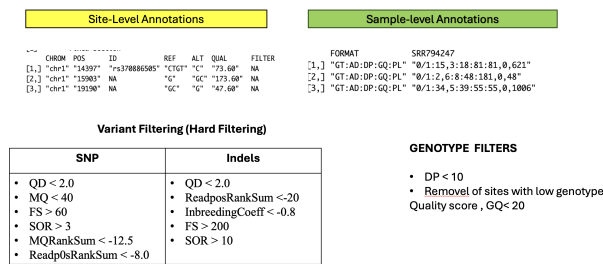 Site-Level Annotations
Sample-level Annotations
CHROM POS ID REF ALT QUAL FILTER
[1,] "chr1" "14397" "rs370886505" "CTGT" "C" "73.60" NA
[2,] "chr1" "15903" NA "G" "GC" "173.60" NA
[3,] "chr1" "19190" NA "GC" "G" "47.60" NA
FORMAT SRR794247
[1,] "GT:AD:DP:GQ:PL" "0/1:15,3:18:81:81,0,621"
[2,] "GT:AD:DP:GQ:PL" "0/1:2,6:8:48:181,0,48"
[3,] "GT:AD:DP:GQ:PL" "0/1:34,5:39:55:55,0,1006"
Variant Filtering (Hard Filtering)
SNP
• QD < 2.0
• MQ < 40
• FS > 60
• SOR > 3
• MQRankSum < -12.5
• Readp0sRankSum < -8.0
Indels
• QD < 2.0
• ReadposRankSum <-20
• InbreedingCoeff < -0.8
• FS > 200
• SOR > 10
GENOTYPE FILTERS
• DP < 10
• Removel of sites with low genotype
Quality score , GQ< 20